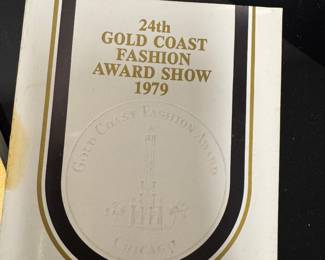 24th
GOLD COAST
FASHION
AWARD SHOW
1979
GOLD COAST FASHION AWARD
CHICAGO